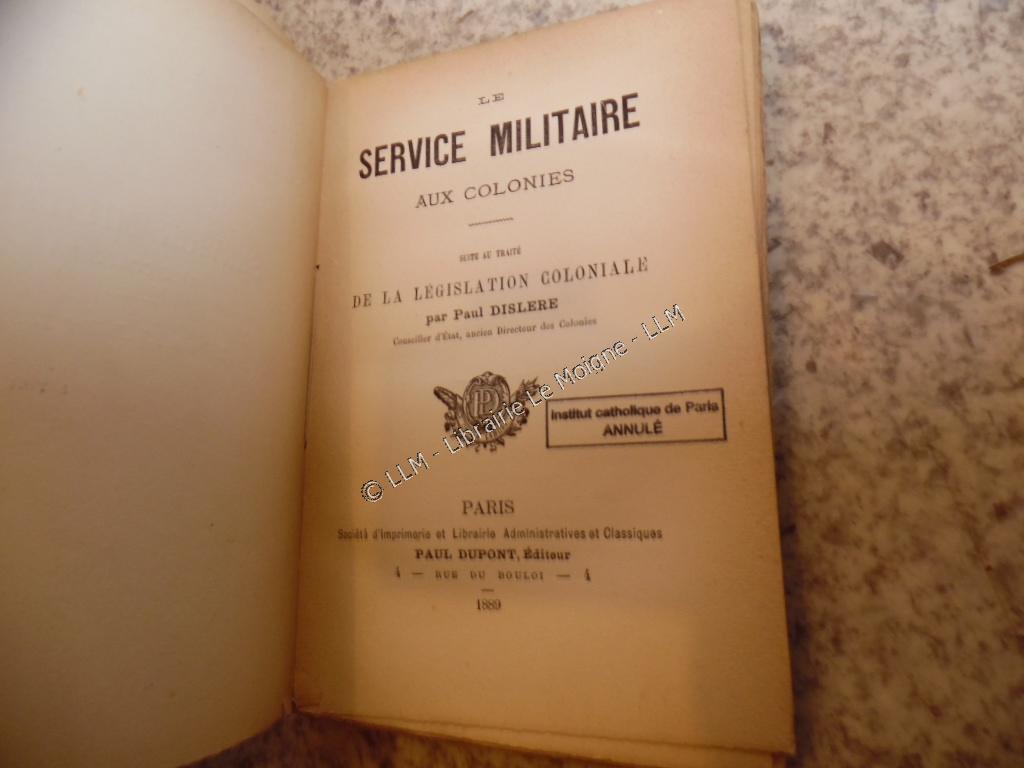 LE
SERVICE MILITAIRE
AUX COLONIES
SUITE AU TRAITÉ
DE LA LÉGISLATION COLONIALE
par Paul DISLERE
Conseiller d'État, ancien Directeur des Colonies
PD
© LLM - Librairie Le Moigne - LLM
Institut catholique de Paris
ANNULÉ
PARIS
Société d'Imprimerie et Librairie Administratives et Classiques
PAUL DUPONT, Éditeur
4 — RUE DU BOULOI — 4
1889